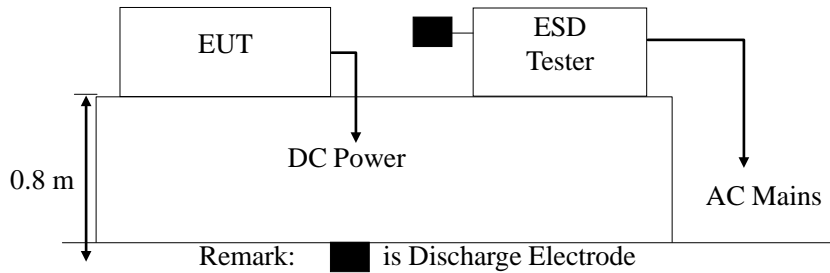 EUT
ESD
Tester
DC Power
0.8 m
AC Mains
Remark: is Discharge Electrode